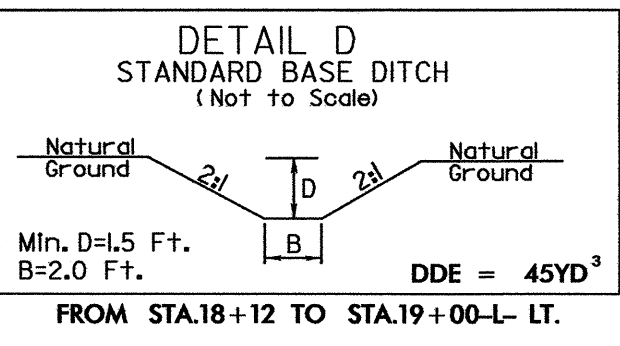 DETAIL D
STANDARD BASE DITCH
(Not to Scale)
Natural Ground
2:1
D
2:1
Natural Ground
B
Min. D=1.5 Ft.
B=2.0 Ft.
DDE = 45YD³
FROM STA.18+12 TO STA.19+00-L- LT.